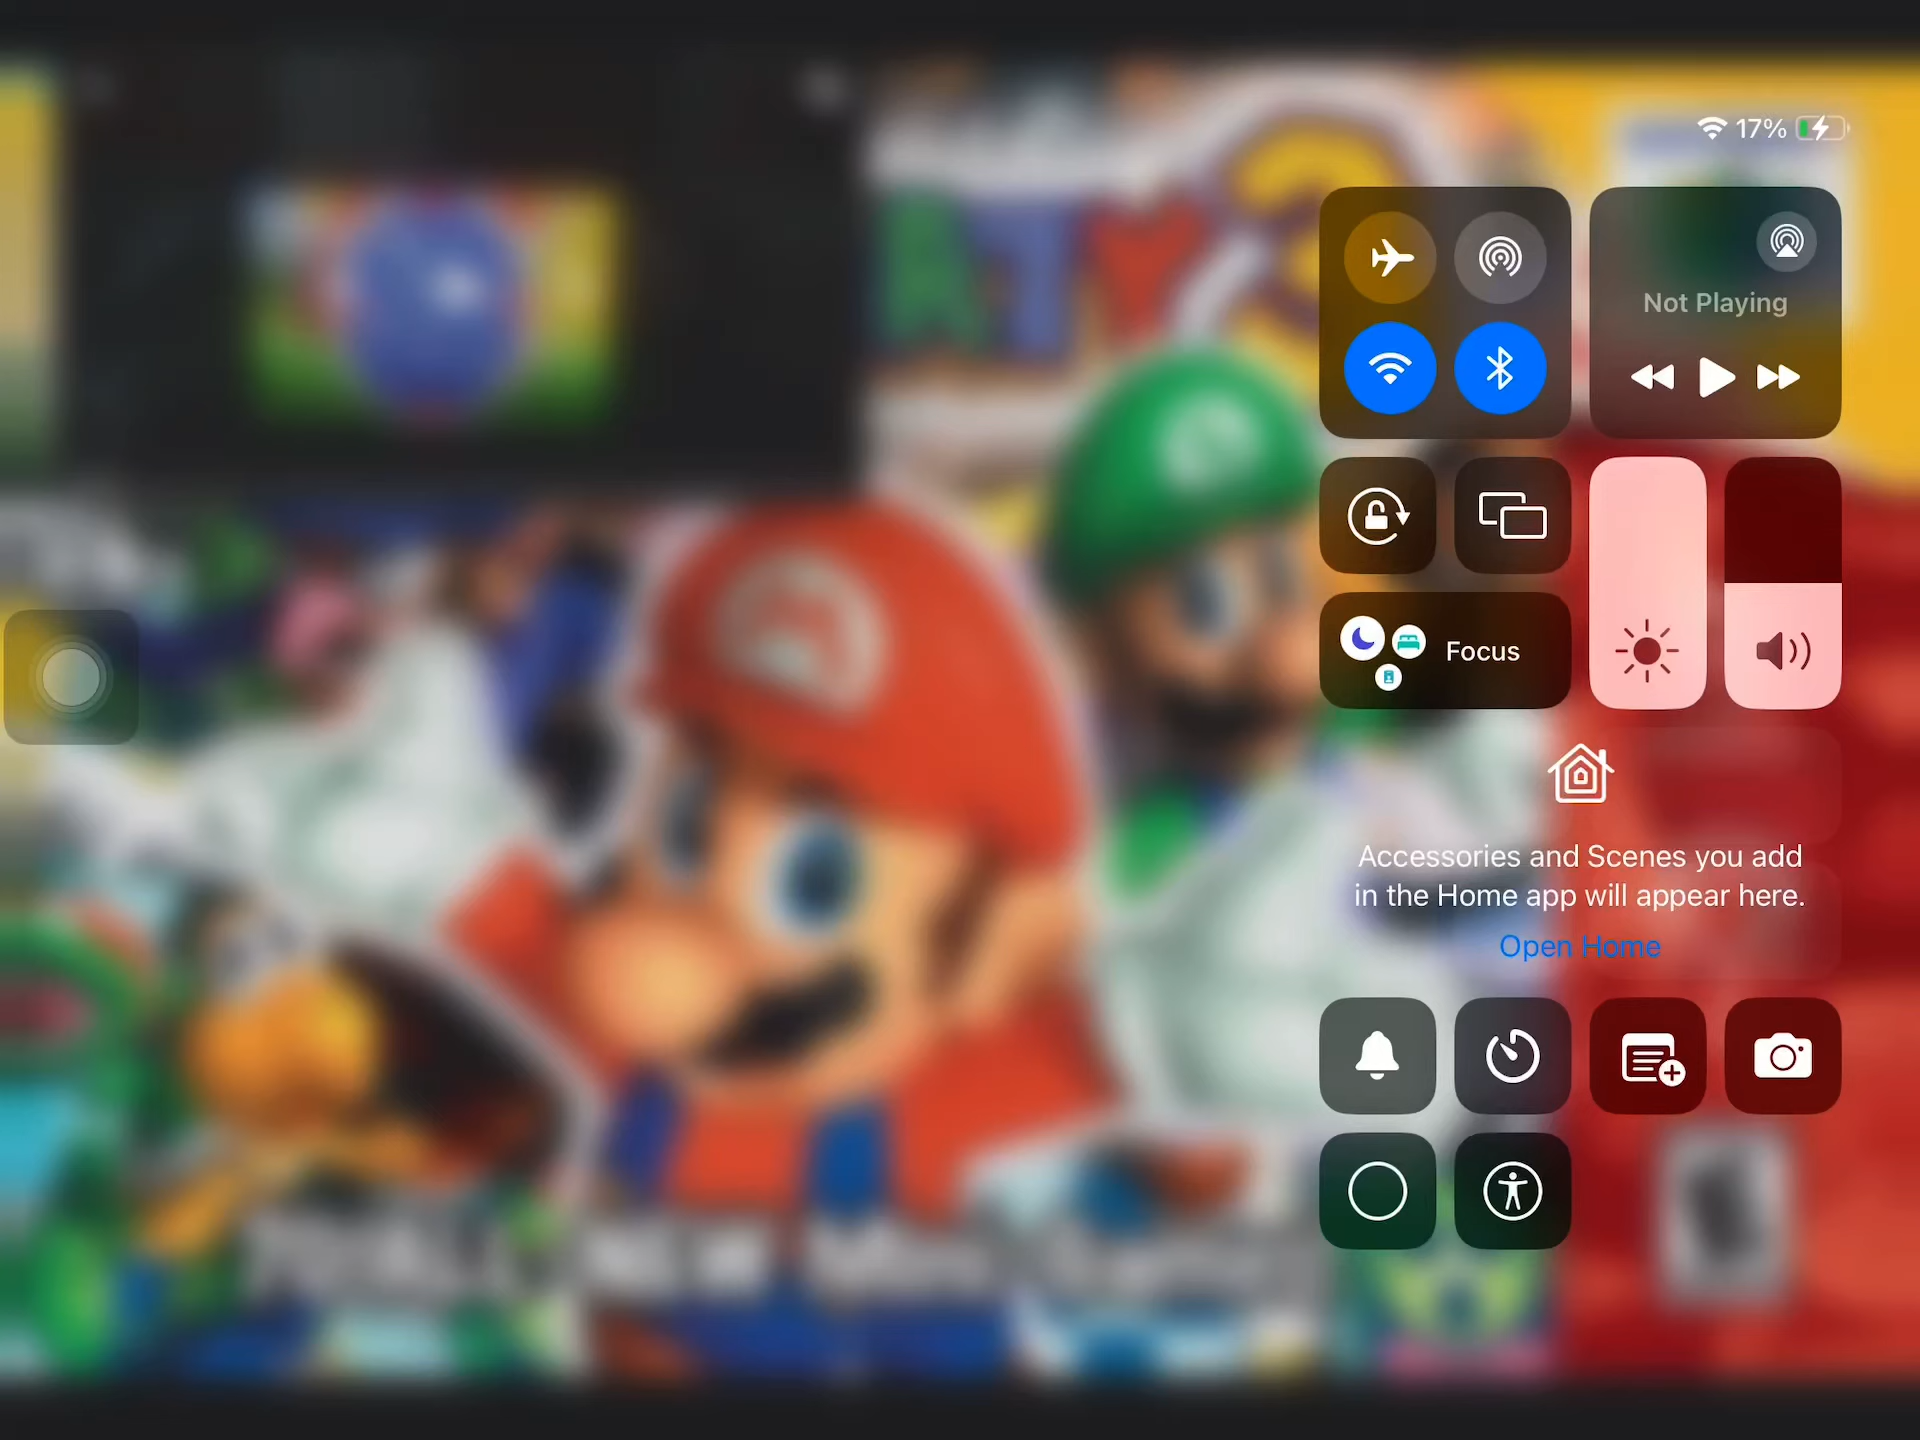 17%
Not Playing
Focus
Accessories and Scenes you add
in the Home app will appear here.
Open Home